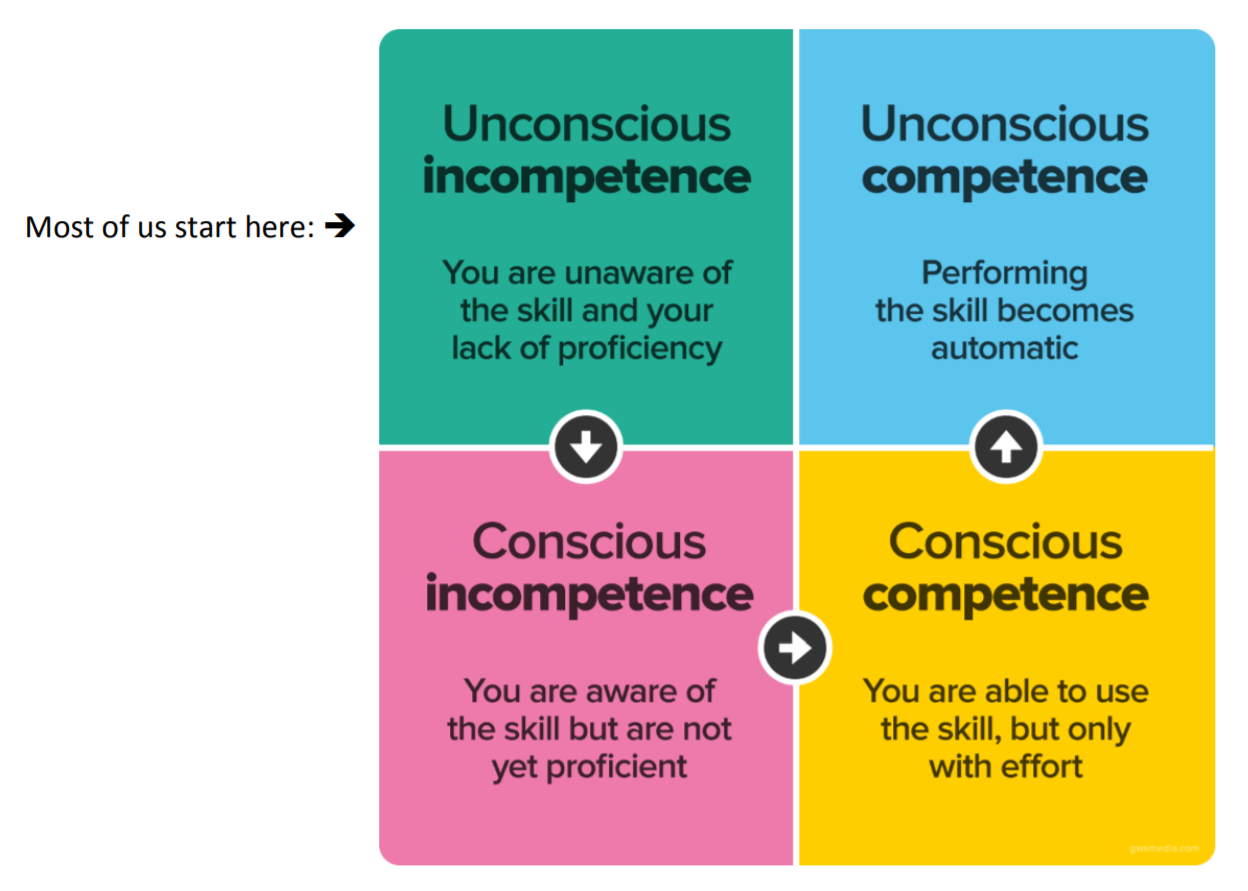 Most of us start here: ➔
Unconscious
incompetence
You are unaware of
the skill and your
lack of proficiency
Unconscious
competence
Performing
the skill becomes
automatic
Conscious
incompetence
You are aware of
the skill but are not
yet proficient
Conscious
competence
You are able to use
the skill, but only
with effort
gwsmedia.com